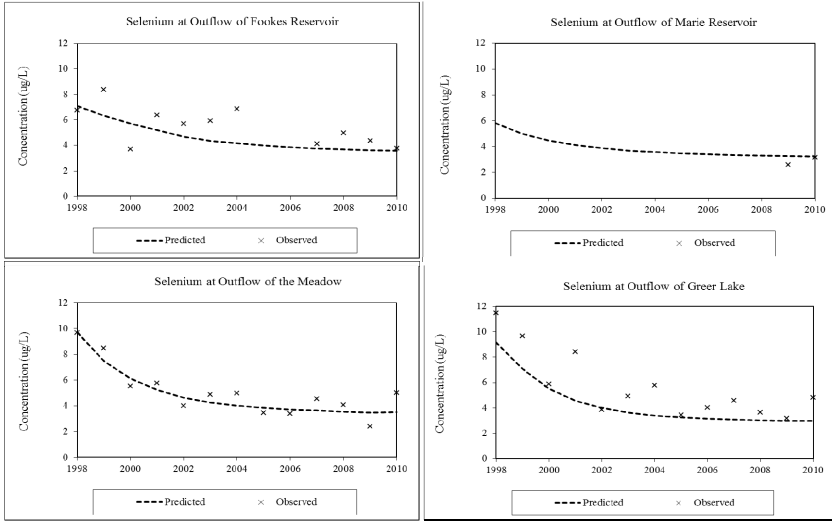 Selenium at Outflow of Fookes Reservoir
Concentration (ug/L)
12
10
8
6
4
2
0
1998 2000 2002 2004 2006 2008 2010
Predicted × Observed
Selenium at Outflow of Marie Reservoir
Concentration (ug/L)
12
10
8
6
4
2
0
1998 2000 2002 2004 2006 2008 2010
Predicted × Observed
Selenium at Outflow of the Meadow
Concentration (ug/L)
12
10
8
6
4
2
0
1998 2000 2002 2004 2006 2008 2010
Predicted × Observed
Selenium at Outflow of Greer Lake
Concentration (ug/L)
12
10
8
6
4
2
0
1998 2000 2002 2004 2006 2008 2010
Predicted × Observed